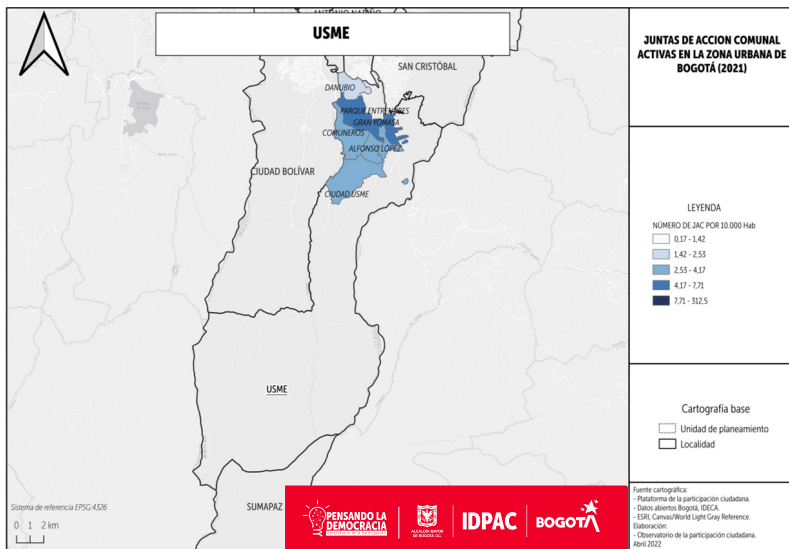 ANTONIO NARIÑO
USME
SAN CRISTÓBAL
DANUBIO
PARQUE ENTRENUBES
GRAN YOMASA
COMUNEROS
ALFONSO LÓPEZ
CIUDAD BOLÍVAR
CIUDAD USME
USME
SUMAPAZ
Sistema de referencia EPSG:4326
0 1 2 km
PENSANDO LA
DEMOCRACIA
ALCALDÍA MAYOR
DE BOGOTÁ D.C.
IDPAC
BOGOTÁ
JUNTAS DE ACCION COMUNAL
ACTIVAS EN LA ZONA URBANA DE
BOGOTÁ (2021)
LEYENDA
NÚMERO DE JAC POR 10.000 Hab
0,17 - 1,42
1,42 - 2,53
2,53 - 4,17
4,17 - 7,71
7,71 - 312,5
Cartografía base
Unidad de planeamiento
Localidad
Fuente cartográfica:
- Plataforma de la participación ciudadana.
- Datos abiertos Bogotá, IDECA.
- ESRI, Canvas/World Light Gray Reference.
Elaboración:
- Observatorio de la participación ciudadana.
Abril 2022